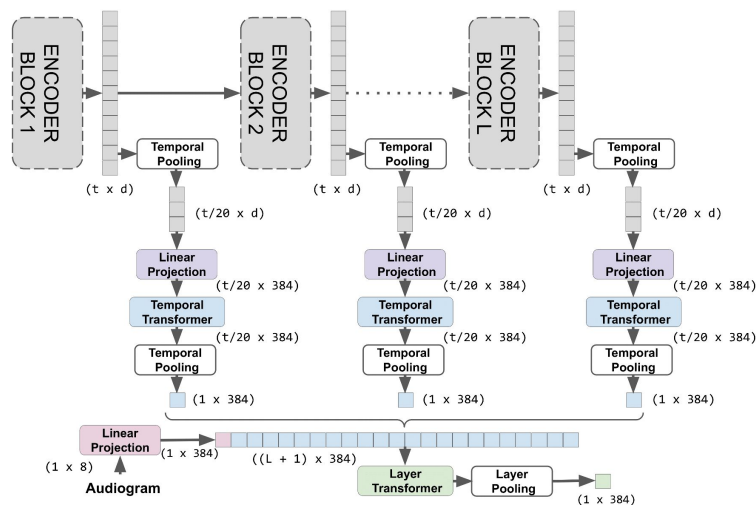 ENCODER
BLOCK 1
ENCODER
BLOCK 2
ENCODER
BLOCK L
Temporal
Pooling
Temporal
Pooling
Temporal
Pooling
(t x d)
(t x d)
(t x d)
(t/20 x d)
(t/20 x d)
(t/20 x d)
Linear
Projection
Linear
Projection
Linear
Projection
(t/20 x 384)
(t/20 x 384)
(t/20 x 384)
Temporal
Transformer
Temporal
Transformer
Temporal
Transformer
(t/20 x 384)
(t/20 x 384)
(t/20 x 384)
Temporal
Pooling
Temporal
Pooling
Temporal
Pooling
(1 x 384)
(1 x 384)
(1 x 384)
Linear
Projection
(1 x 384)
((L + 1) x 384)
(1 x 8)
Audiogram
Layer
Transformer
Layer
Pooling
(1 x 384)